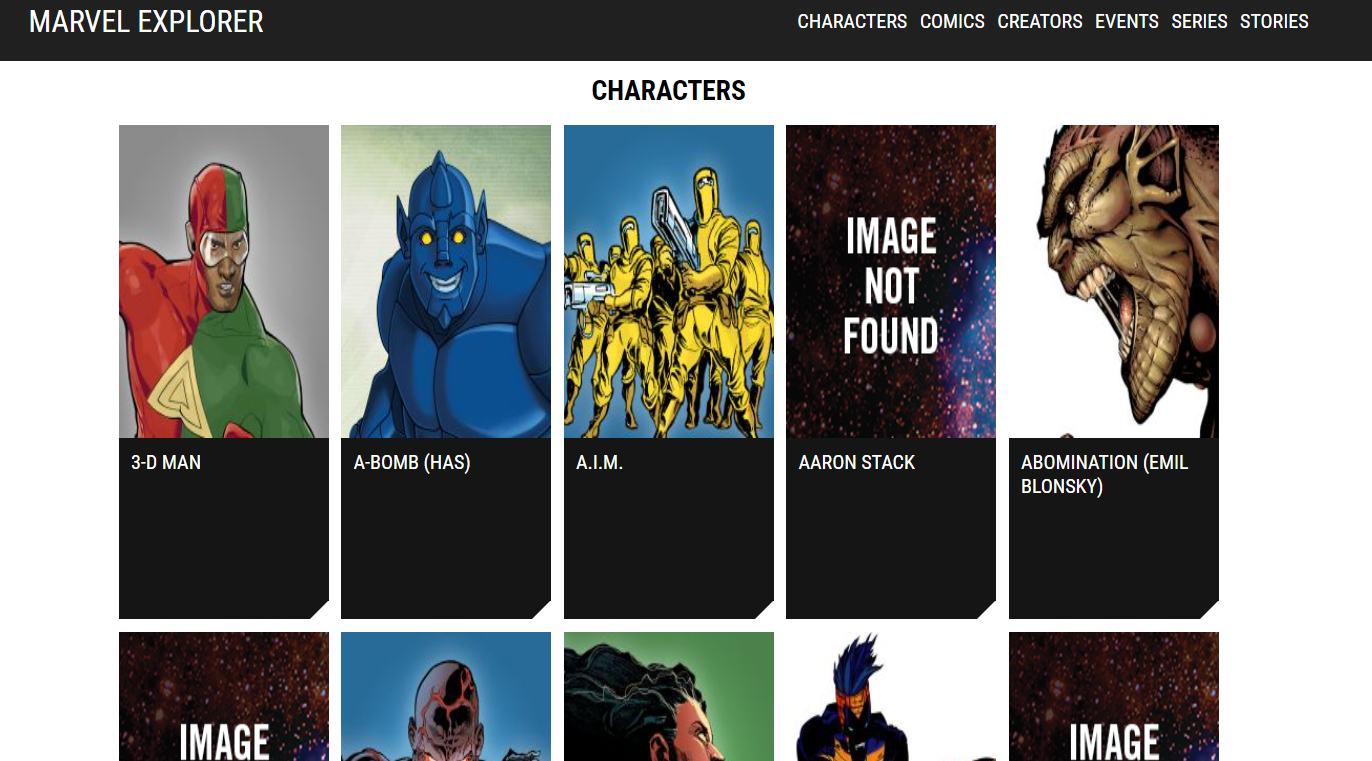 MARVEL EXPLORER
CHARACTERS COMICS CREATORS EVENTS SERIES STORIES
CHARACTERS
IMAGE
NOT
FOUND
3-D MAN
A-BOMB (HAS)
A.I.M.
AARON STACK
ABOMINATION (EMIL
BLONSKY)
IMAGE
IMAGE